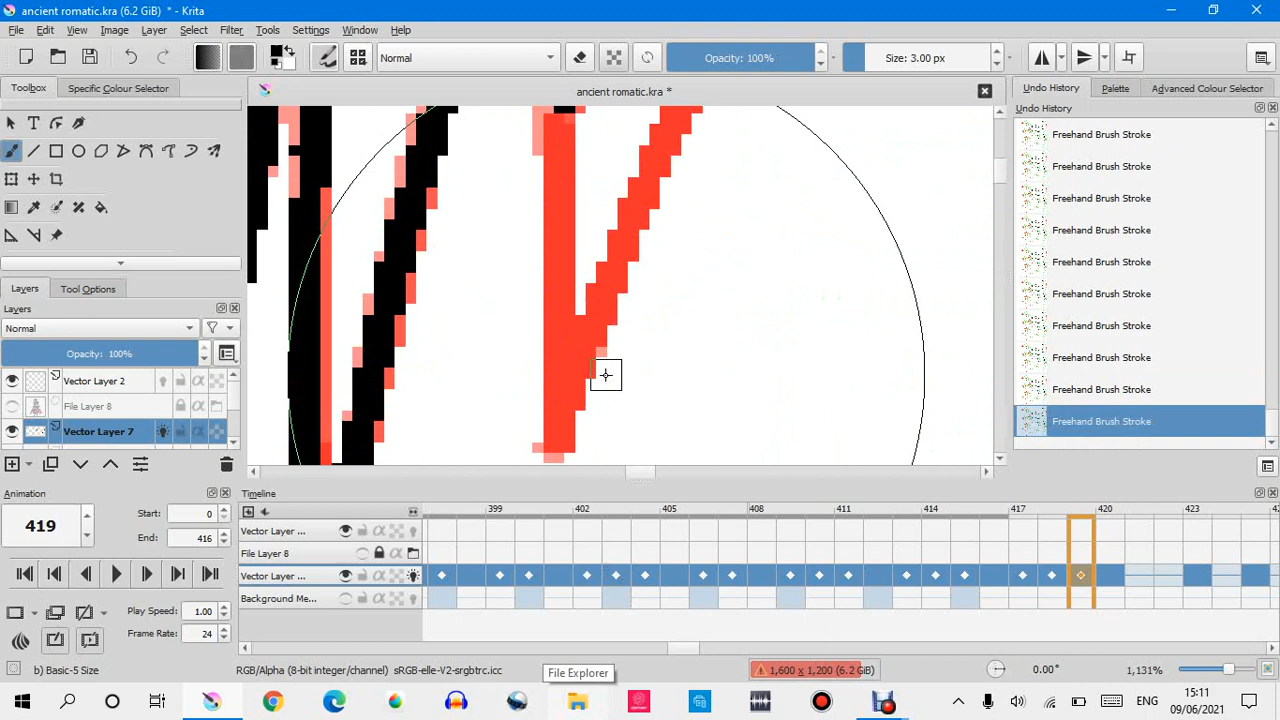 ancient romatic.kra (6.2 GiB) * - Krita
File Edit View Image Layer Select Filter Tools Settings Window Help
Normal
Opacity: 100%
Size: 3.00 px
Toolbox
Specific Colour Selector
ancient romatic.kra *
Undo History
Palette
Advanced Colour Selector
Undo History
Freehand Brush Stroke
Freehand Brush Stroke
Freehand Brush Stroke
Freehand Brush Stroke
Freehand Brush Stroke
Freehand Brush Stroke
Freehand Brush Stroke
Freehand Brush Stroke
Freehand Brush Stroke
Freehand Brush Stroke
Layers
Tool Options
Layers
Normal
Opacity: 100%
Vector Layer 2
File Layer 8
Vector Layer 7
Animation
419
Start: 0
End: 416
Play Speed: 1.00
Frame Rate: 24
Timeline
399 402 405 408 411 414 417 420 423 42
Vector Layer ...
File Layer 8
Vector Layer ...
Background Me...
b) Basic-5 Size
RGB/Alpha (8-bit integer/channel) sRGB-elle-V2-srgbtrc.icc
File Explorer
1,600 x 1,200 (6.2 GiB)
0.00°
1,131%
ENG
15:11
09/06/2021